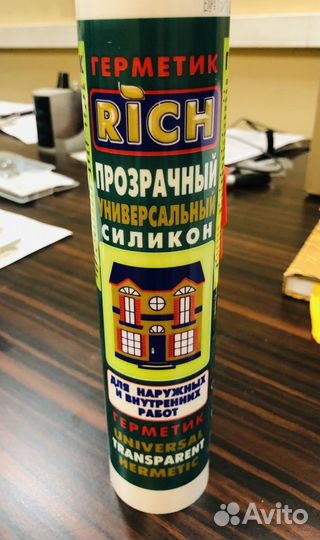 ГЕРМЕТИК
RICH
ПРОЗРАЧНЫЙ
УНИВЕРСАЛЬНЫЙ
СИЛИКОН
ДЛЯ НАРУЖНЫХ
И ВНУТРЕННИХ
РАБОТ
ГЕРМЕТИК
UNIVERSAL
TRANSPARENT
HERMETIC
Avito